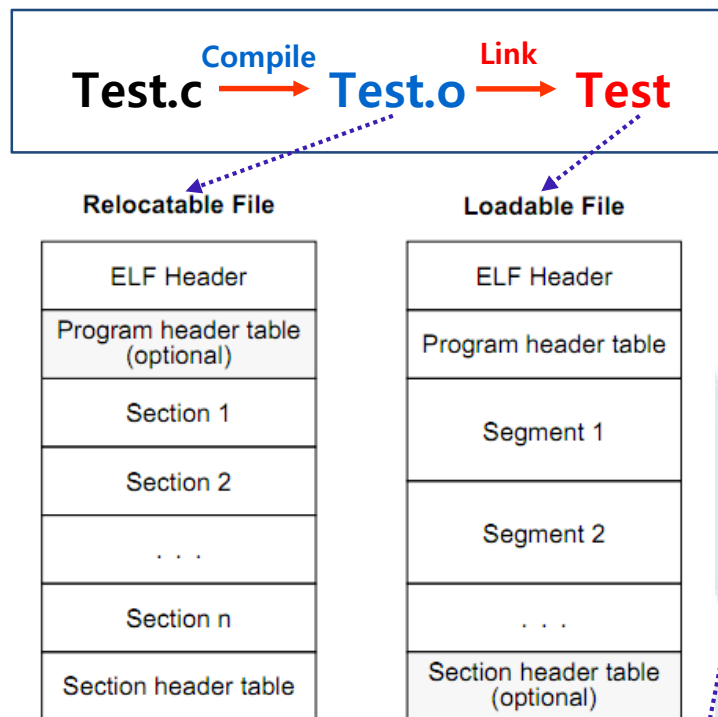 Compile
Link
Test.c
Test.o
Test
Relocatable File
Loadable File
ELF Header
Program header table
(optional)
Section 1
Section 2
. . .
Section n
Section header table
ELF Header
Program header table
Segment 1
Segment 2
. . .
Section header table
(optional)